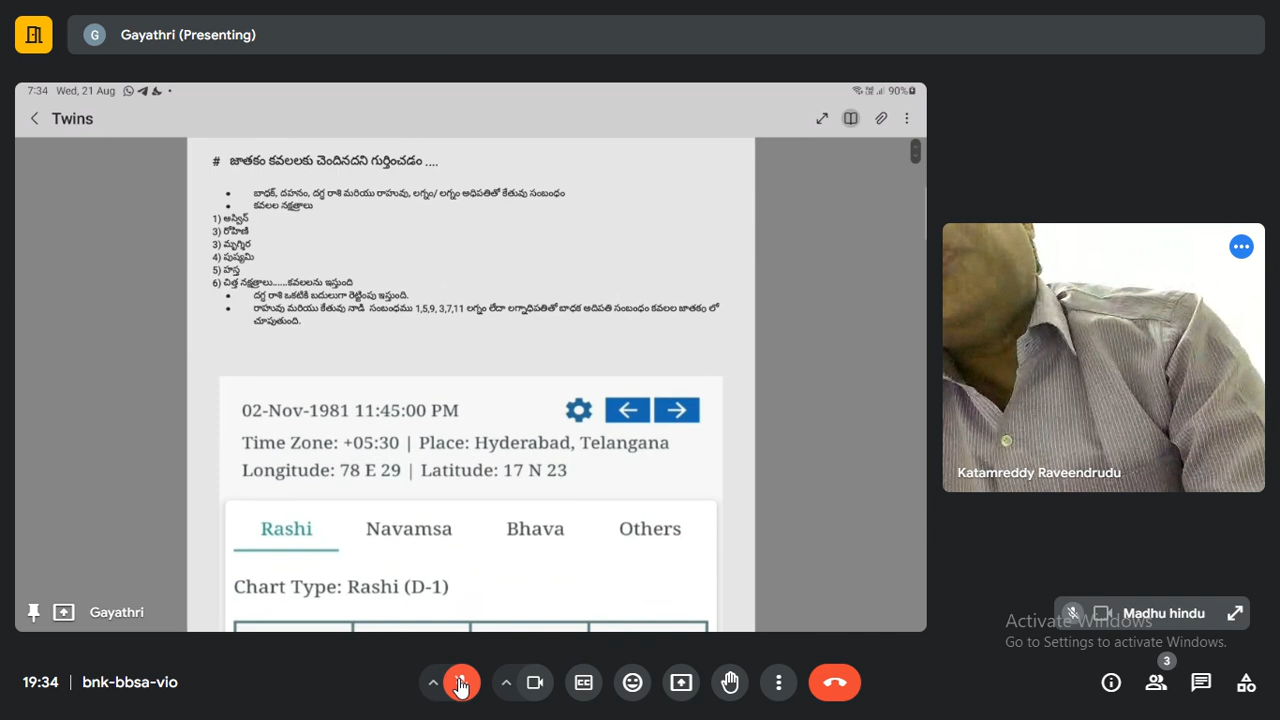 G Gayathri (Presenting)
7:34 Wed, 21 Aug 90%
Twins
# జాతకం కవలలకు చెందినదని గుర్తించడం ....
• బాధక్, దహనం, దగ్ధ రాశి మరియు రాహువు, లగ్నం/ లగ్నం అధిపతితో కేతువు సంబంధం
• కవలల నక్షత్రాలు
1) అస్విన్
3) రోహిణి
3) మృగ్శిర
4) పుష్యమి
5) హస్త
6) చిత్త నక్షత్రాలు......కవలలను ఇస్తుంది
• దగ్ధ రాశి ఒకటికి బదులుగా రెట్టింపు ఇస్తుంది.
• రాహువు మరియు కేతువు నాడి సంబంధము 1,5,9, 3,7,11 లగ్నం లేదా లగ్నాధిపతితో బాధక అధిపతి సంబంధం కవలల జాతకం లో
చూపుతుంది.
02-Nov-1981 11:45:00 PM
Time Zone: +05:30 | Place: Hyderabad, Telangana
Longitude: 78 E 29 | Latitude: 17 N 23
Rashi Navamsa Bhava Others
Chart Type: Rashi (D-1)
Gayathri
Katamreddy Raveendrudu
Madhu hindu
Activate Windows
Go to Settings to activate Windows.
19:34 | bnk-bbsa-vio
3